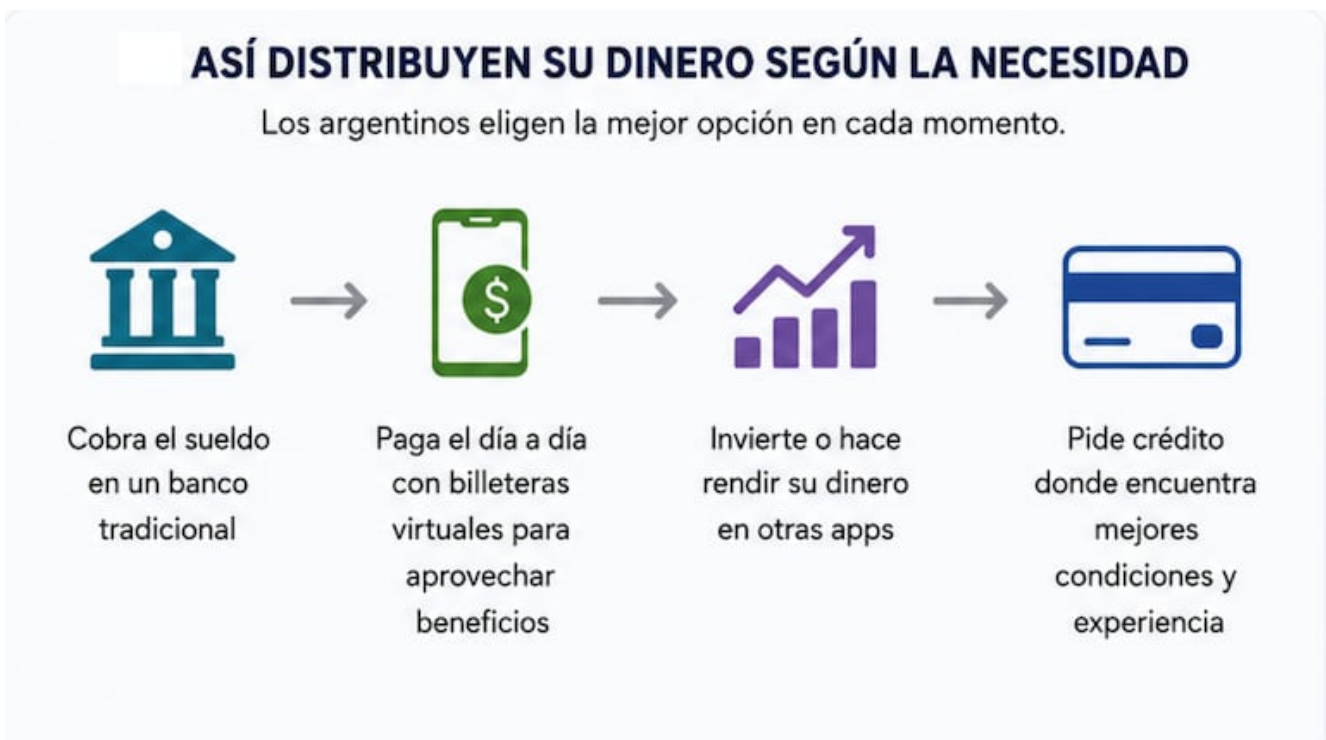 ASÍ DISTRIBUYEN SU DINERO SEGÚN LA NECESIDAD
Los argentinos eligen la mejor opción en cada momento.
$
Cobra el sueldo
en un banco
tradicional
Paga el día a día
con billeteras
virtuales para
aprovechar
beneficios
Invierte o hace
rendir su dinero
en otras apps
Pide crédito
donde encuentra
mejores
condiciones y
experiencia